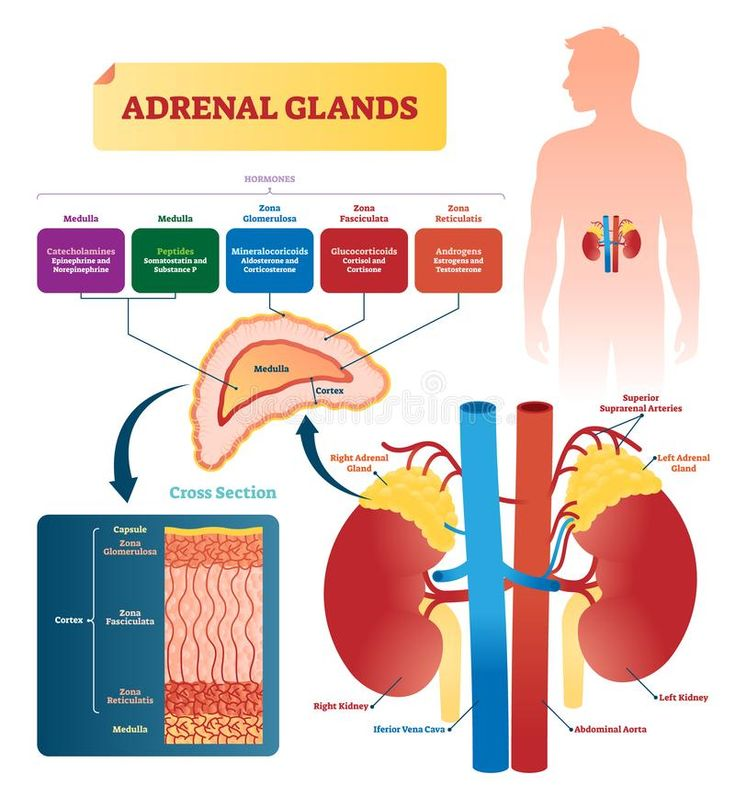 ADRENAL GLANDS
HORMONES
Medulla
Catecholamines
Epinephrine and
Norepinephrine
Medulla
Peptides
Somatostatin and
Substance P
Zona
Glomerulosa
Mineralocoricoids
Aldosterone and
Corticosterone
Zona
Fasciculata
Glucocorticoids
Cortisol and
Cortisone
Zona
Reticulatis
Androgens
Estrogens and
Testosterone
Medulla
Cortex
dreamstime
Cross Section
Capsule
Zona
Glomerulosa
Cortex
Zona
Fasciculata
Zona
Reticulatis
Medulla
Superior
Suprarenal Arteries
Right Adrenal
Gland
Left Adrenal
Gland
Right Kidney
Left Kidney
Iferior Vena Cava
Abdominal Aorta